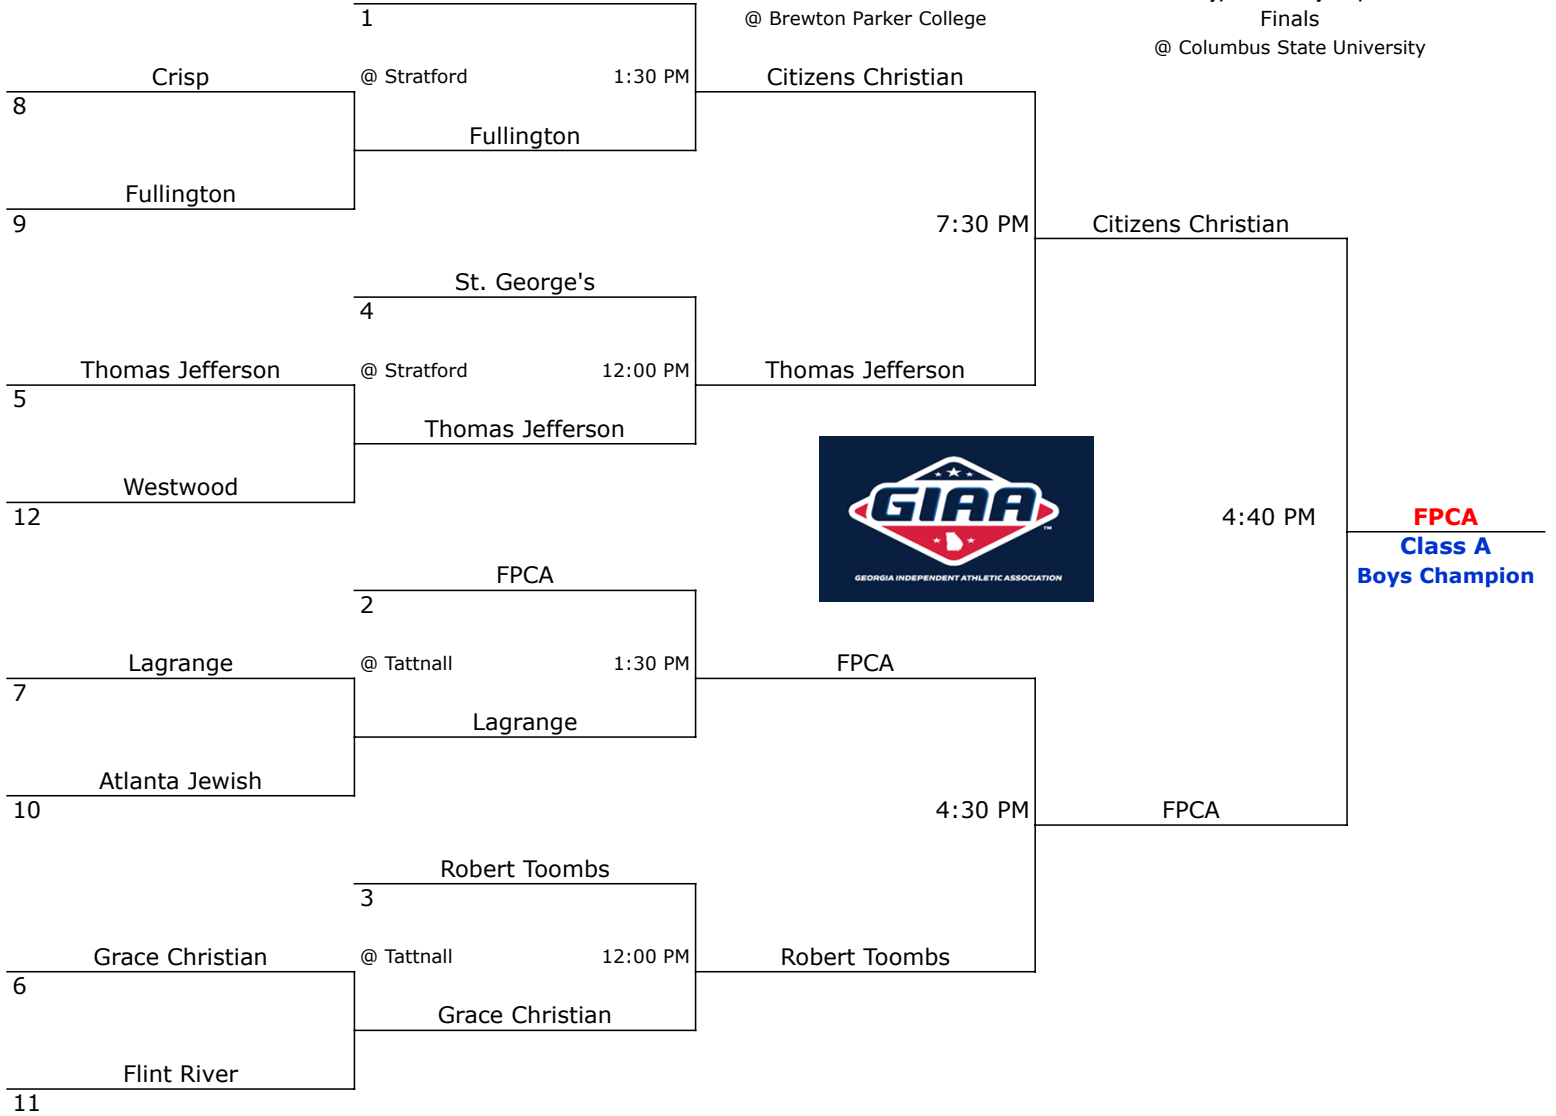 1
@ Brewton Parker College
Finals
@ Columbus State University
Crisp
@ Stratford
1:30 PM
Citizens Christian
8
Fullington
Fullington
9
7:30 PM
Citizens Christian
St. George's
4
Thomas Jefferson
@ Stratford
12:00 PM
Thomas Jefferson
5
Thomas Jefferson
Westwood
12
GIAA
TM
GEORGIA INDEPENDENT ATHLETIC ASSOCIATION
4:40 PM
FPCA
Class A
Boys Champion
FPCA
2
Lagrange
@ Tattnall
1:30 PM
FPCA
7
Lagrange
Atlanta Jewish
10
4:30 PM
FPCA
Robert Toombs
3
Grace Christian
@ Tattnall
12:00 PM
Robert Toombs
6
Grace Christian
Flint River
11